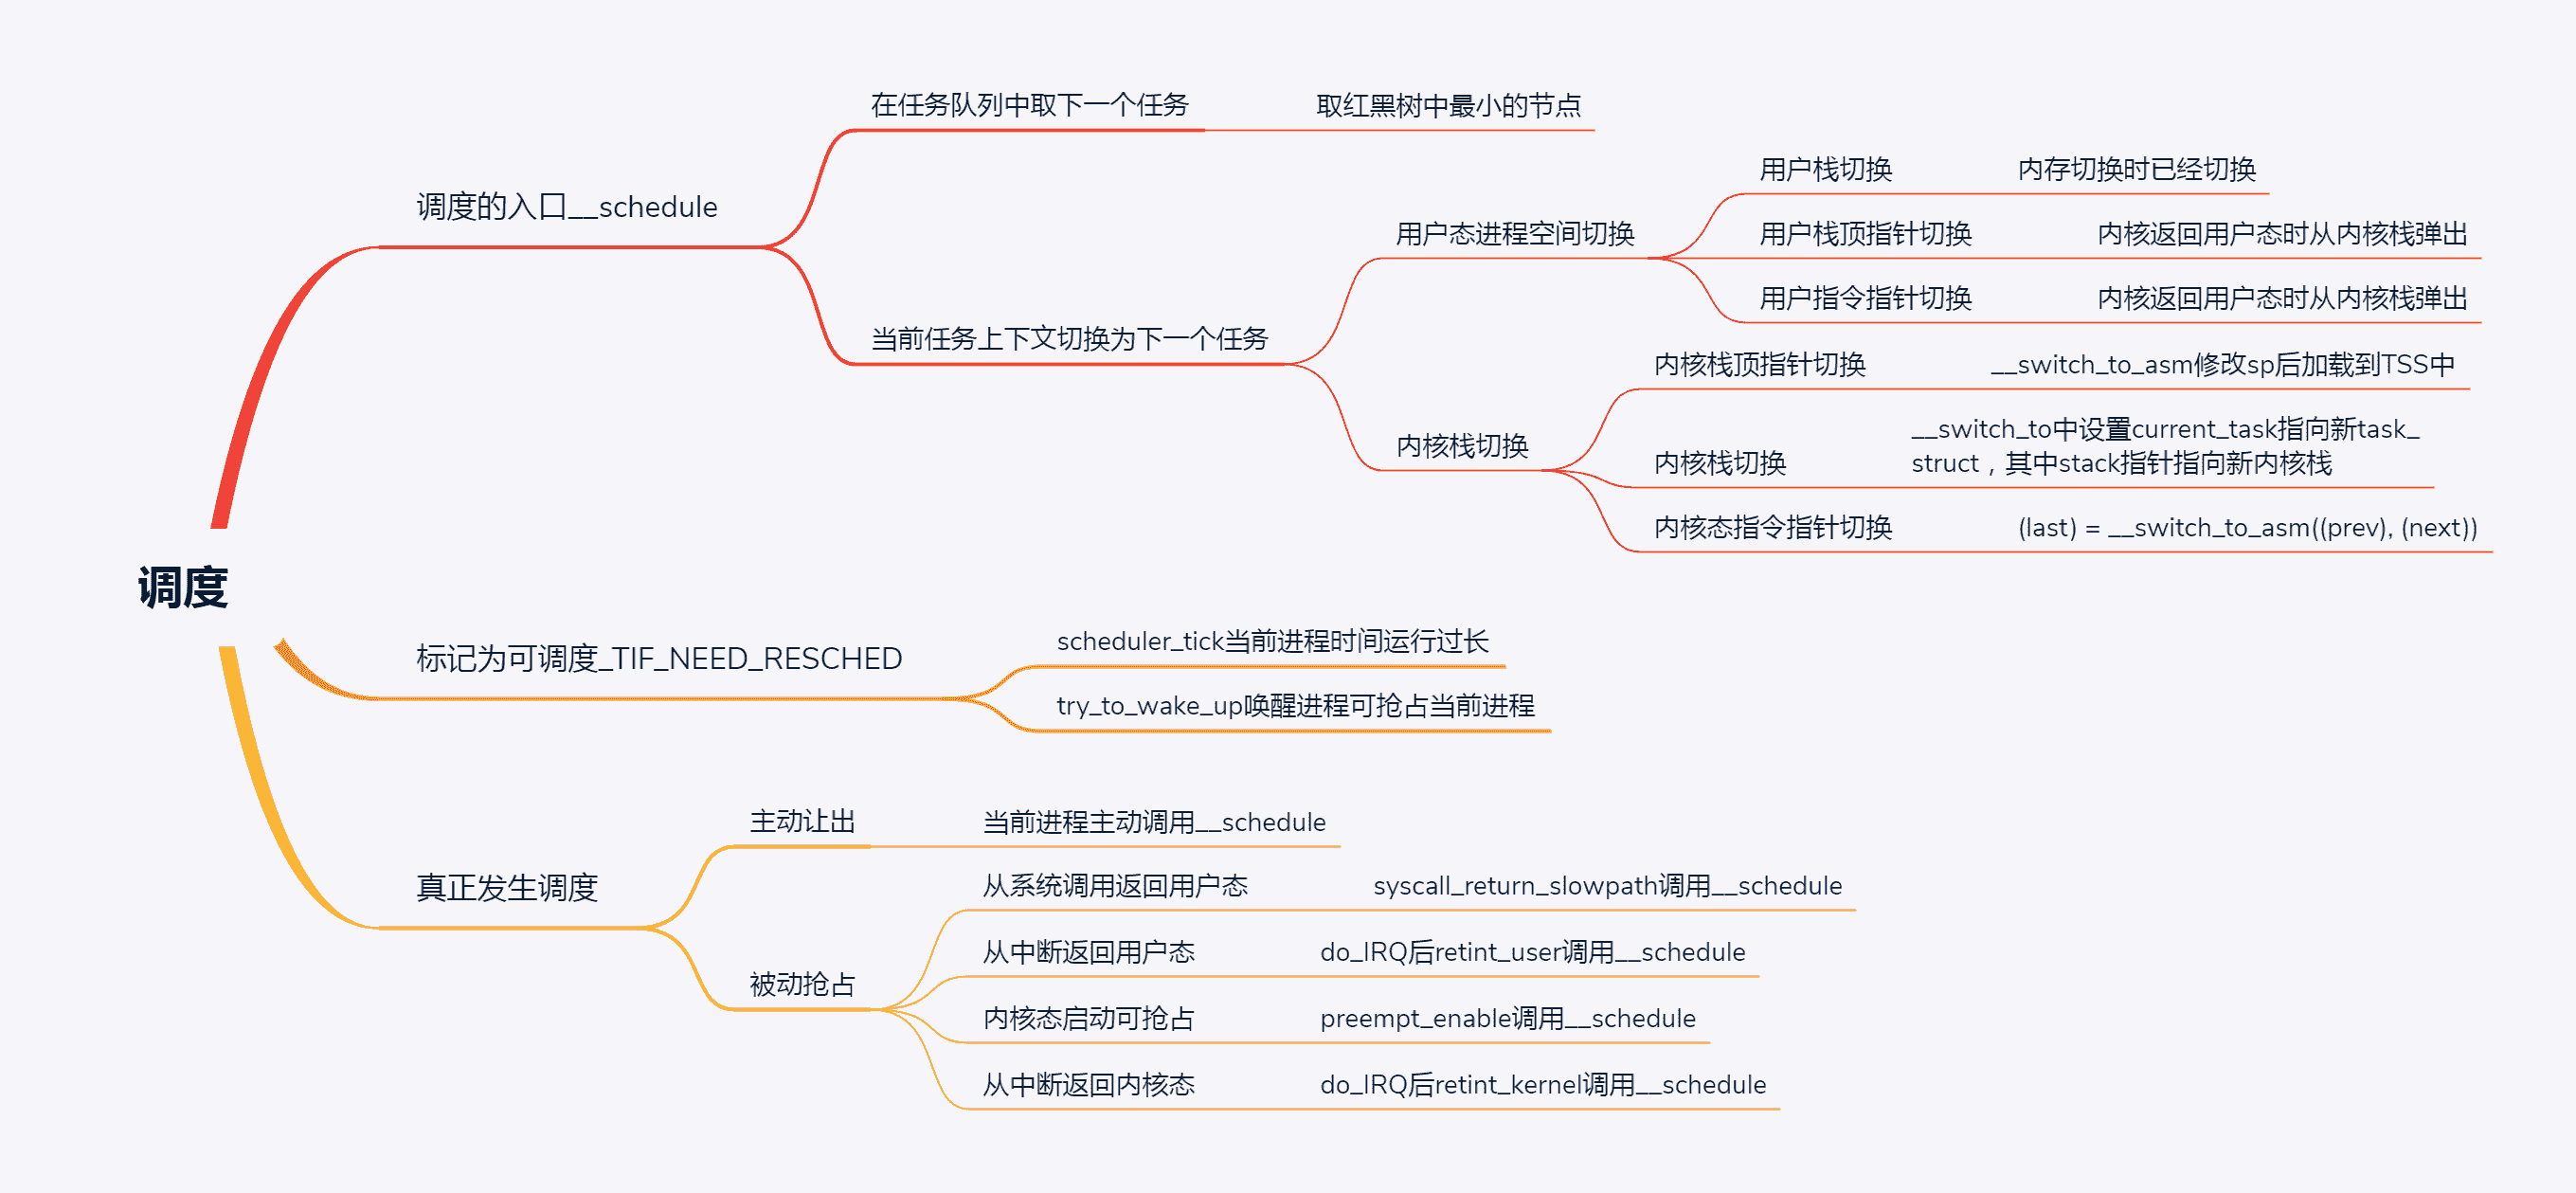 调度
调度的入口__schedule
在任务队列中取下一个任务
取红黑树中最小的节点
当前任务上下文切换为下一个任务
用户态进程空间切换
用户栈切换
内存切换时已经切换
用户栈顶指针切换
内核返回用户态时从内核栈弹出
用户指令指针切换
内核返回用户态时从内核栈弹出
内核栈切换
内核栈顶指针切换
__switch_to_asm修改sp后加载到TSS中
内核栈切换
__switch_to中设置current_task指向新task_
struct，其中stack指针指向新内核栈
内核态指令指针切换
(last) = __switch_to_asm((prev), (next))
标记为可调度_TIF_NEED_RESCHED
scheduler_tick当前进程时间运行过长
try_to_wake_up唤醒进程可抢占当前进程
真正发生调度
主动让出
当前进程主动调用__schedule
被动抢占
从系统调用返回用户态
syscall_return_slowpath调用__schedule
从中断返回用户态
do_IRQ后retint_user调用__schedule
内核态启动可抢占
preempt_enable调用__schedule
从中断返回内核态
do_IRQ后retint_kernel调用__schedule